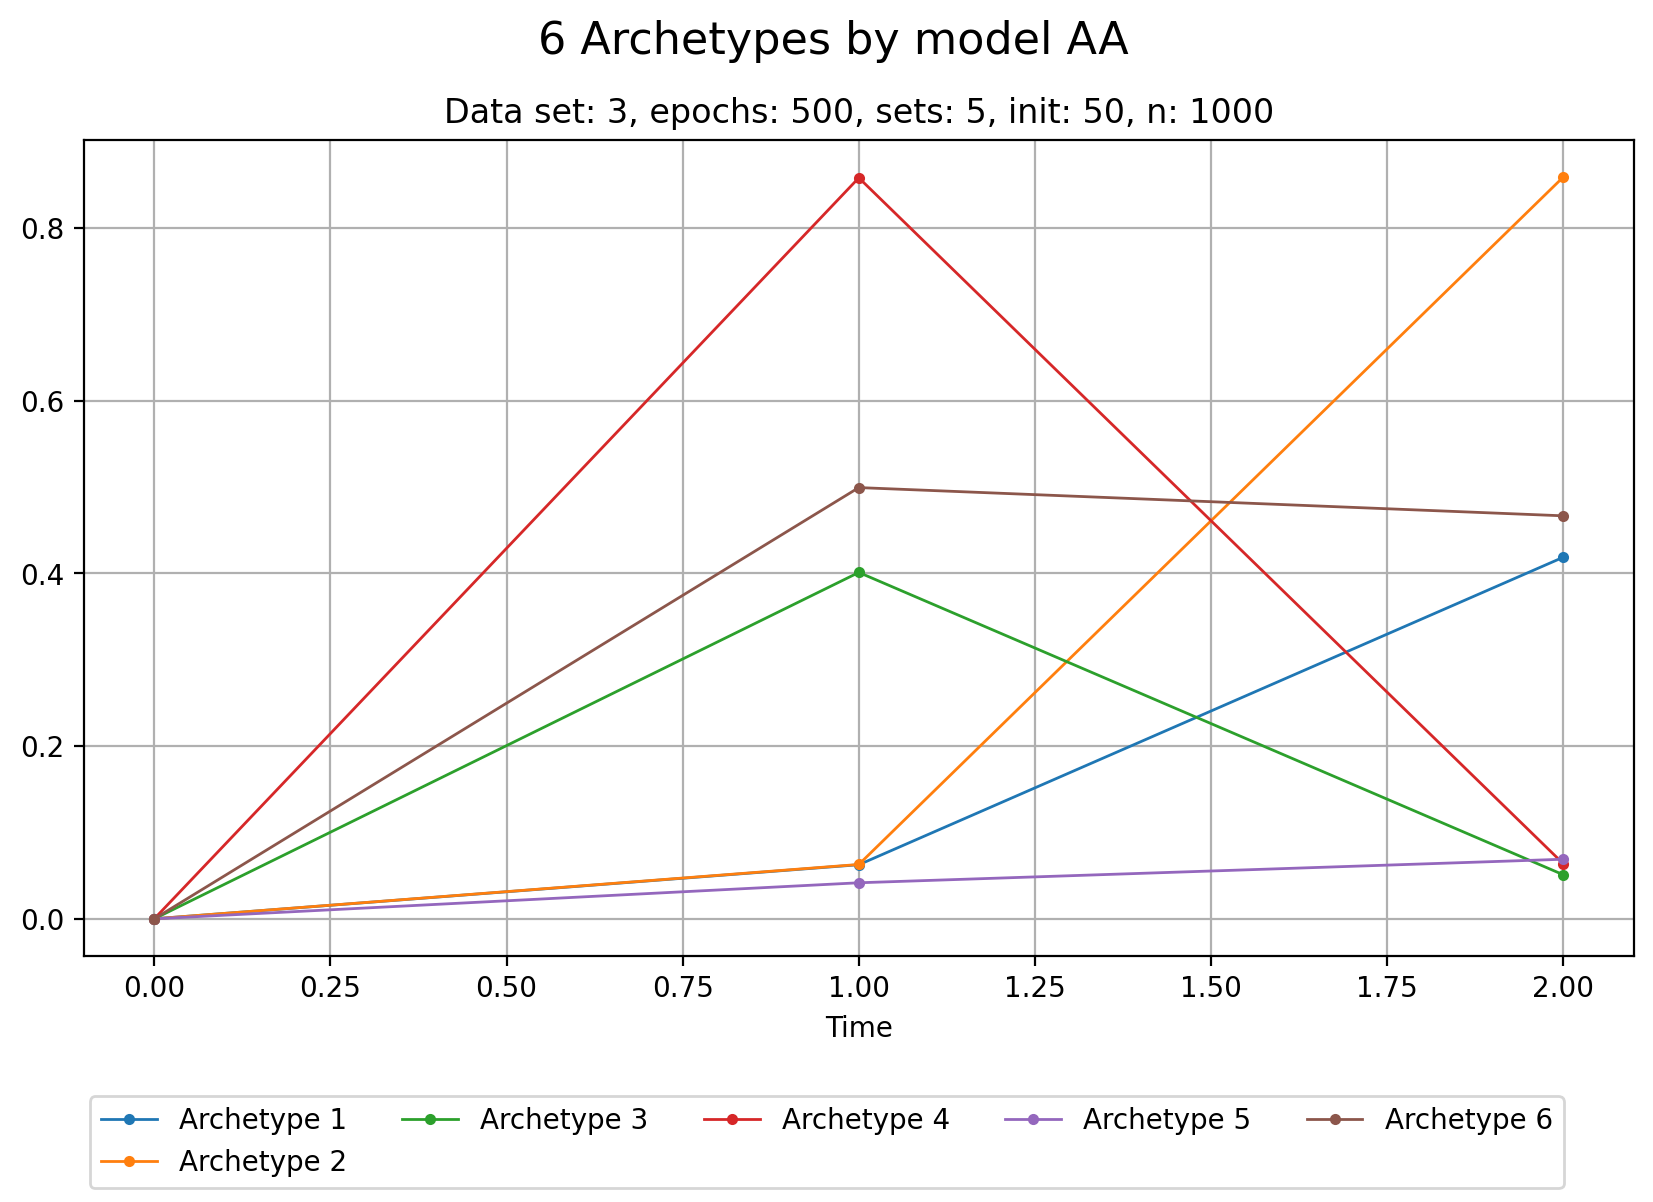 6 Archetypes by model AA
Data set: 3, epochs: 500, sets: 5, init: 50, n: 1000
0.8
0.6
0.4
0.2
0.0
0.00 0.25 0.50 0.75 1.00 1.25 1.50 1.75 2.00
Time
Archetype 1 Archetype 3 Archetype 4 Archetype 5 Archetype 6
Archetype 2